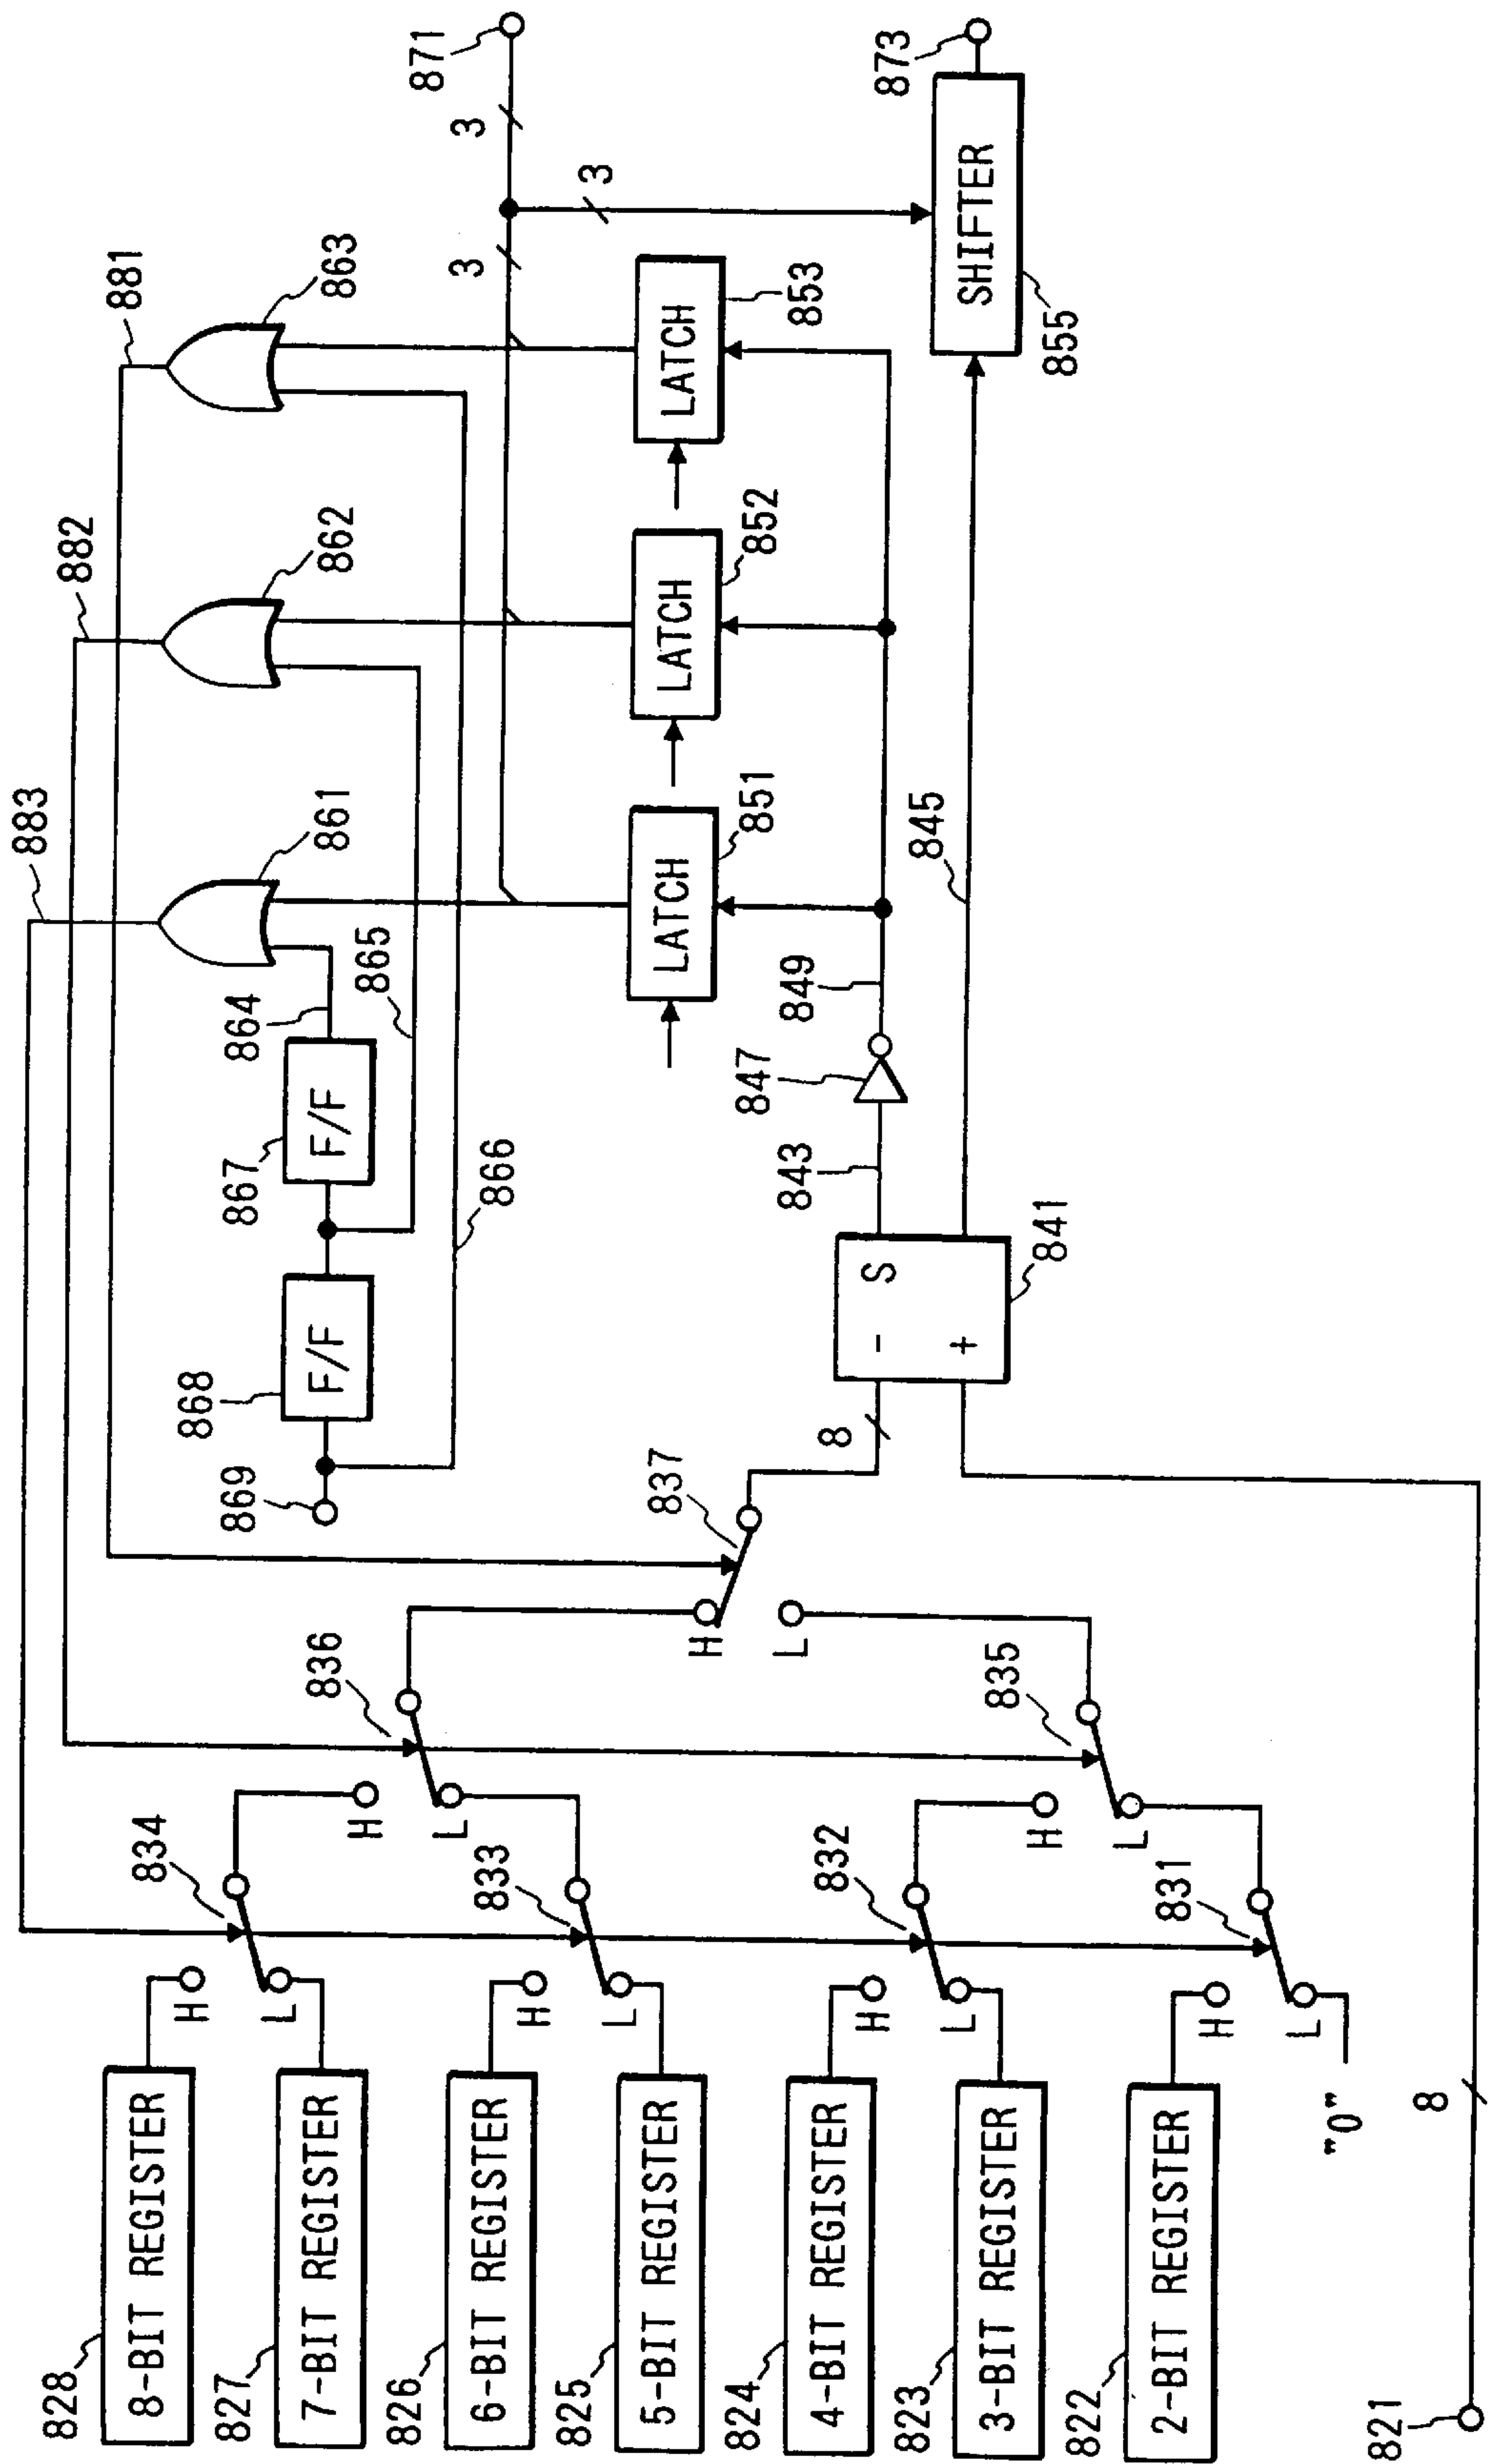 828
8-BIT REGISTER
827
7-BIT REGISTER
826
6-BIT REGISTER
825
5-BIT REGISTER
824
4-BIT REGISTER
823
3-BIT REGISTER
822
2-BIT REGISTER
821
"0"
8
H
L
834
H
L
833
H
L
832
H
L
831
H
L
836
H
L
835
H
L
837
8
869
868
F/F
867
F/F
864
865
866
883
861
882
862
881
863
-
S
+
841
843
847
849
845
LATCH
851
LATCH
852
LATCH
853
3
3
3
871
SHIFTER
855
873